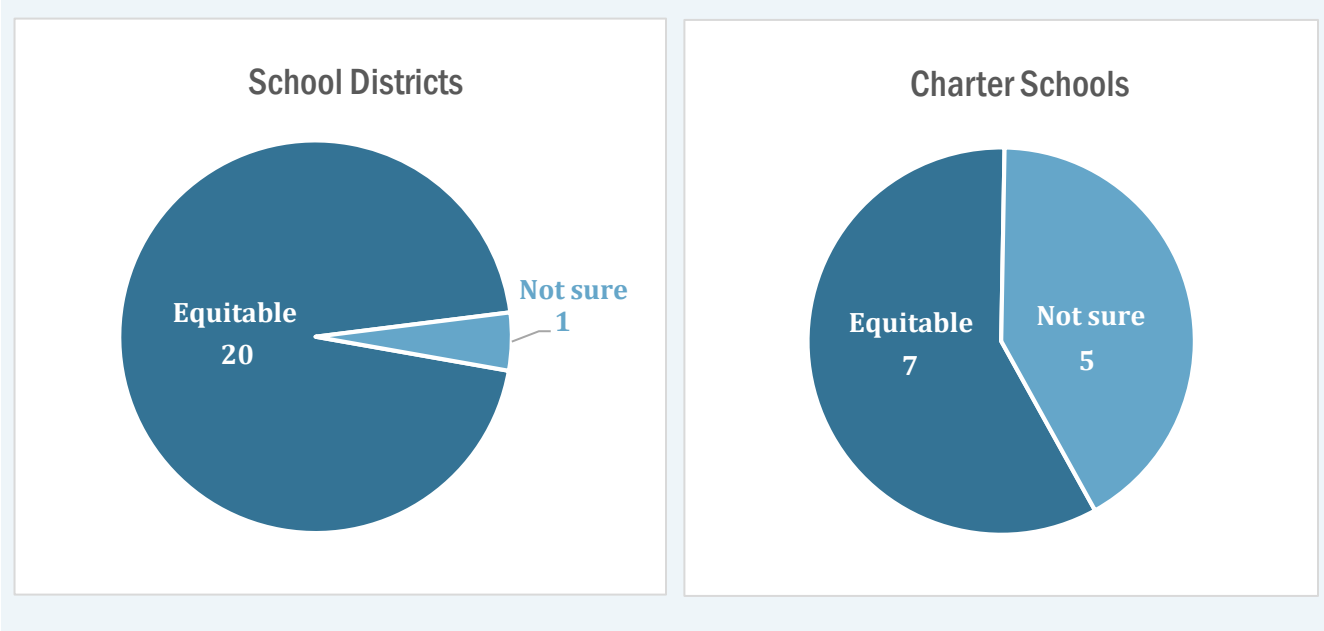 School Districts
Equitable
20
Not sure
1
Charter Schools
Equitable
7
Not sure
5